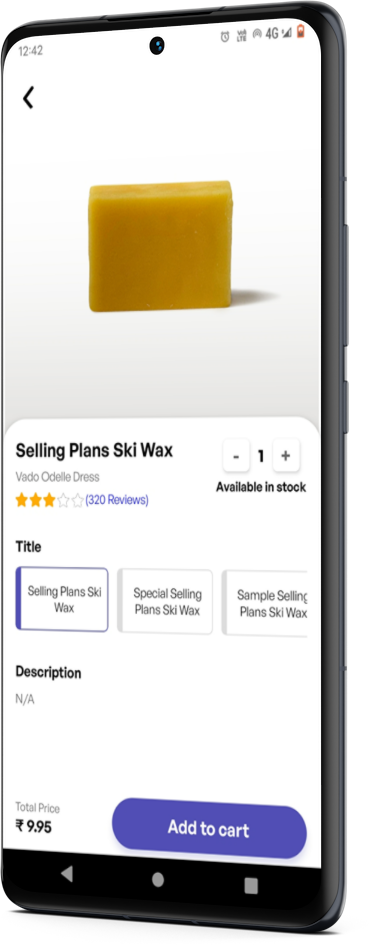 12:42
4G
Selling Plans Ski Wax
- 1 +
Vado Odelle Dress
Available in stock
(320 Reviews)
Title
Selling Plans Ski
Wax
Special Selling
Plans Ski Wax
Sample Selling
Plans Ski Wax
Description
N/A
Total Price
₹ 9.95
Add to cart